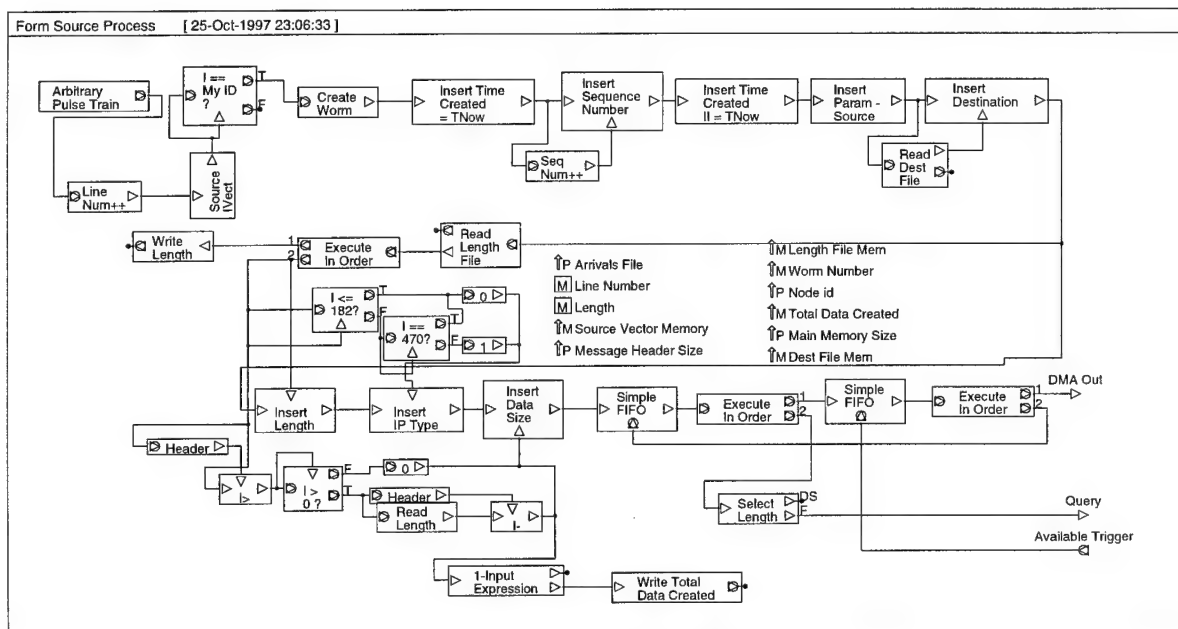 Form Source Process [ 25-Oct-1997 23:06:33 ]
Arbitrary
Pulse Train
I ==
My ID
?
T
F
Create
Worm
Insert Time
Created
= TNow
Insert
Sequence
Number
Insert Time
Created
II = TNow
Insert
Param -
Source
Insert
Destination
Line
Num++
Source
IVect
Seq
Num++
Read
Dest
File
Write
Length
1
2
Execute
In Order
Read
Length
File
P Arrivals File
M Line Number
M Length
M Source Vector Memory
P Message Header Size
M Length File Mem
M Worm Number
P Node id
M Total Data Created
P Main Memory Size
M Dest File Mem
I <=
182?
T
F
0
I ==
470?
T
F
1
Insert
Length
Insert
IP Type
Insert
Data
Size
Simple
FIFO
Execute
In Order
1
2
Simple
FIFO
Execute
In Order
1
2
DMA Out
Header
I>
I >
0 ?
F
T
0
Header
Read
Length
I-
Select
Length
DS
F
Query
Available Trigger
1-Input
Expression
Write Total
Data Created